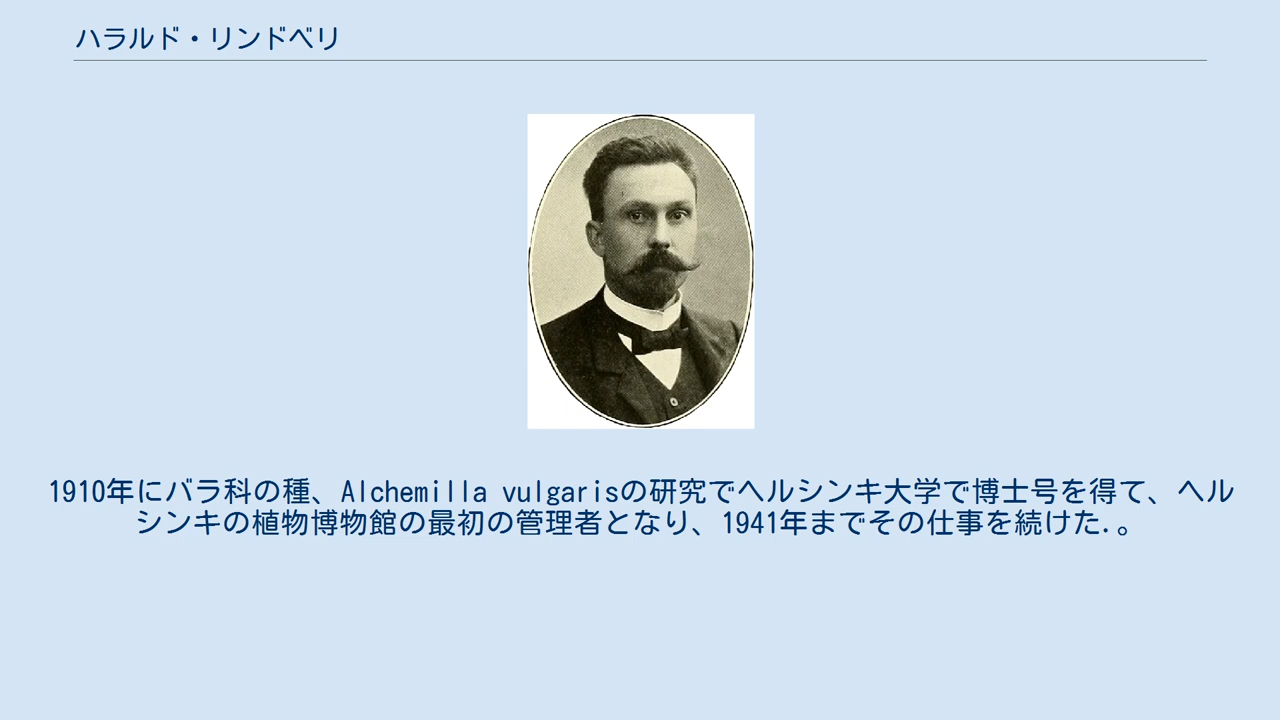 ハラルド・リンドベリ
1910年にバラ科の種、Alchemilla vulgarisの研究でヘルシンキ大学で博士号を得て、ヘル
シンキの植物博物館の最初の管理者となり、1941年までその仕事を続けた.。